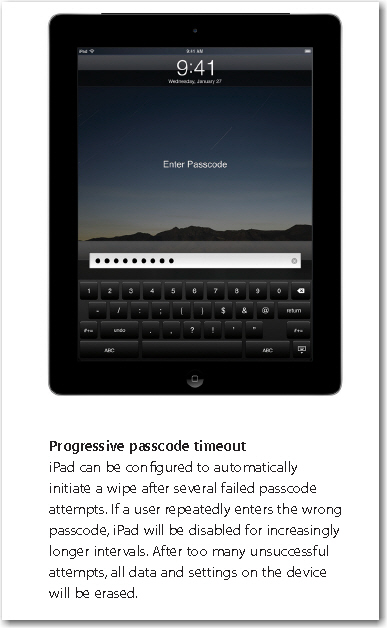 iPad
9:41 AM
9:41
Wednesday, January 27
Enter Passcode
1 2 3 4 5 6 7 8 9 0
- / : ; ( ) $ & @ return
#+= undo . , ? ! ' " #+=
ABC ABC
Progressive passcode timeout
iPad can be configured to automatically
initiate a wipe after several failed passcode
attempts. If a user repeatedly enters the wrong
passcode, iPad will be disabled for increasingly
longer intervals. After too many unsuccessful
attempts, all data and settings on the device
will be erased.